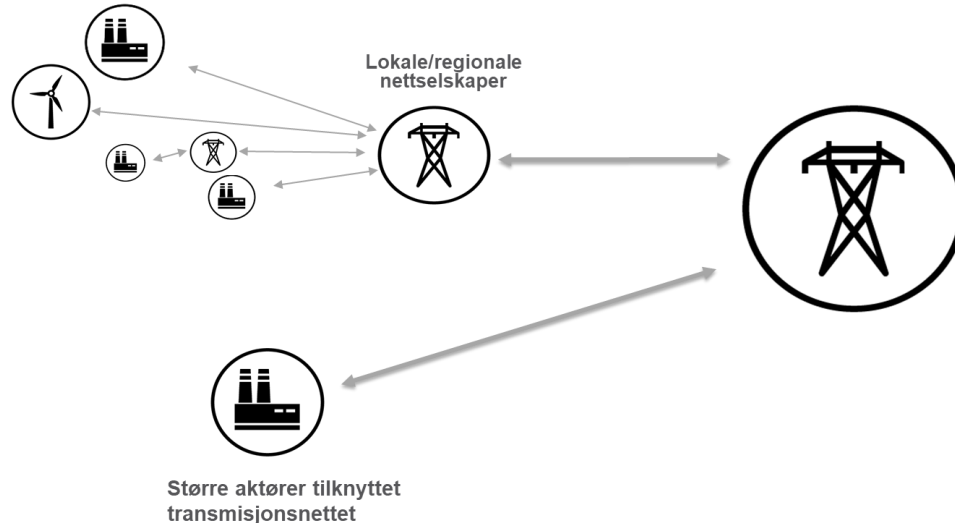 Lokale/regionale
nettselskaper
Større aktører tilknyttet
transmisjonsnettet